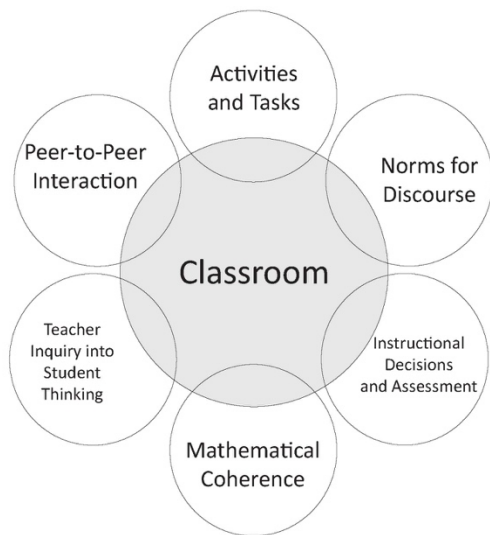 Activities
and Tasks
Peer-to-Peer
Interaction
Norms for
Discourse
Classroom
Teacher
Inquiry into
Student
Thinking
Instructional
Decisions
and Assessment
Mathematical
Coherence